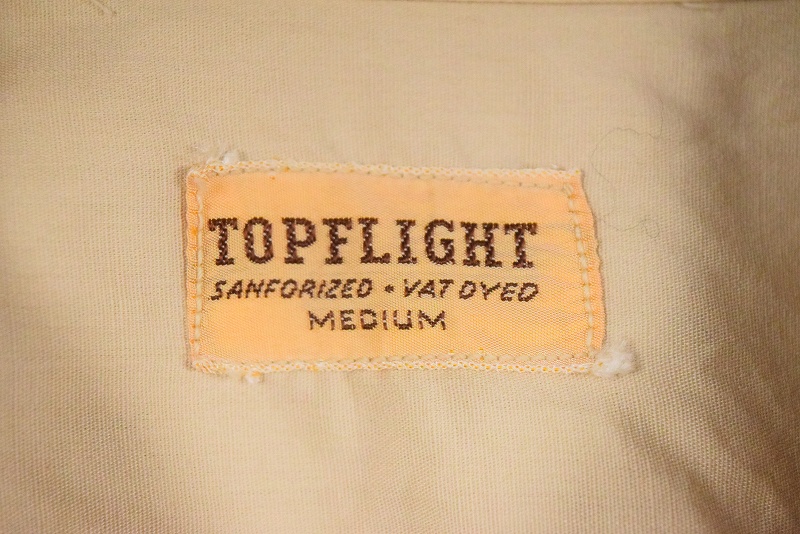 TOPFLIGHT
SANFORIZED • VAT DYED
MEDIUM